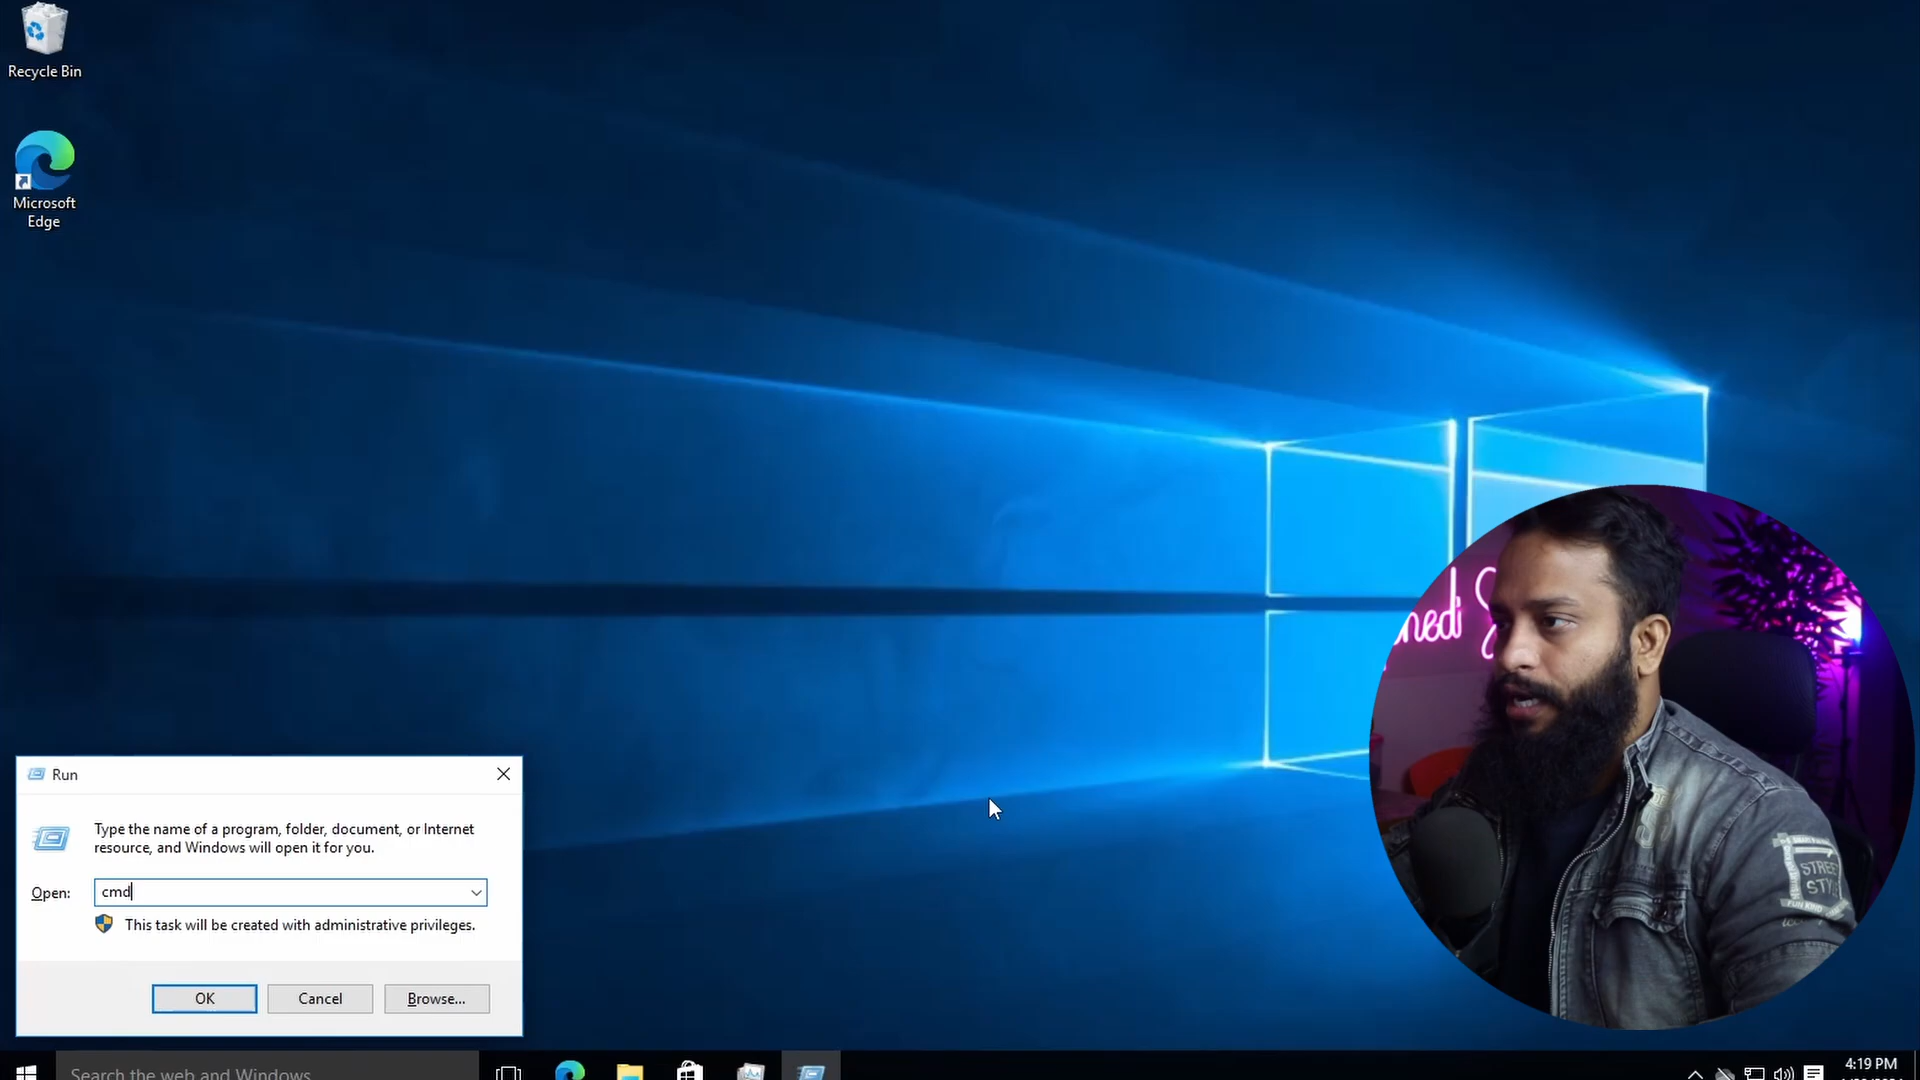 Recycle Bin
Microsoft
Edge
Run
Type the name of a program, folder, document, or Internet
resource, and Windows will open it for you.
Open:
cmd
This task will be created with administrative privileges.
OK
Cancel
Browse...
hedi
STREET
Search the web and Windows
4:19 PM